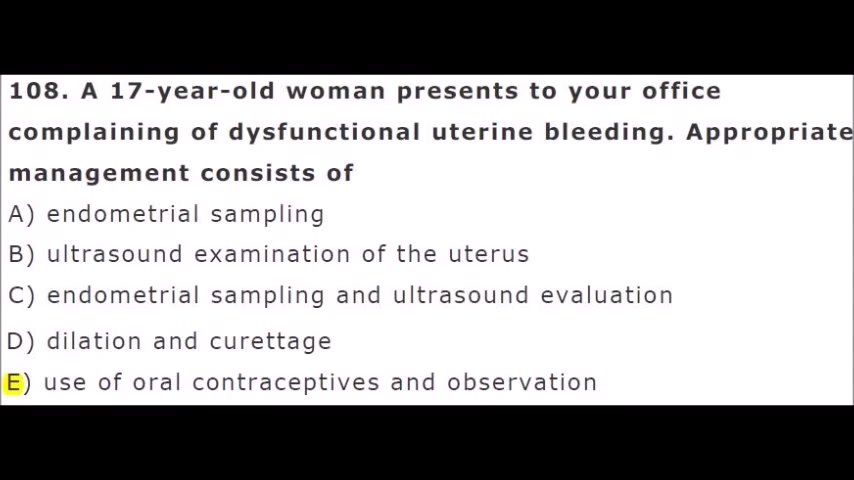 108. A 17-year-old woman presents to your office
complaining of dysfunctional uterine bleeding. Appropriate
management consists of
A) endometrial sampling
B) ultrasound examination of the uterus
C) endometrial sampling and ultrasound evaluation
D) dilation and curettage
E) use of oral contraceptives and observation